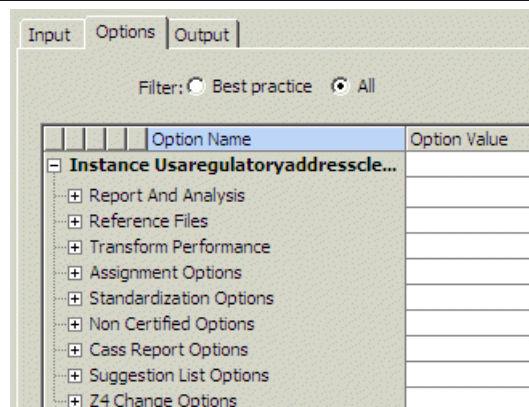 Input Options Output
Filter: Best practice All
Option Name Option Value
Instance Usaregulatoryaddresscle...
Report And Analysis
Reference Files
Transform Performance
Assignment Options
Standardization Options
Non Certified Options
Cass Report Options
Suggestion List Options
Z4 Change Options